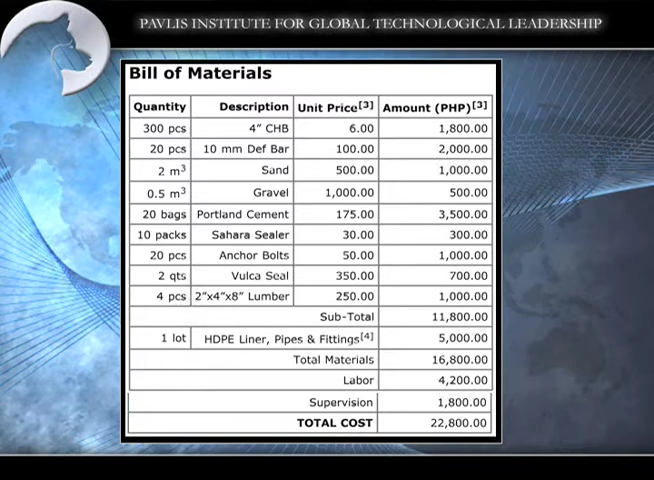 PAVLIS INSTITUTE FOR GLOBAL TECHNOLOGICAL LEADERSHIP
Bill of Materials
Quantity Description Unit Price[3] Amount (PHP)[3]
300 pcs 4" CHB 6.00 1,800.00
20 pcs 10 mm Def Bar 100.00 2,000.00
2 m³ Sand 500.00 1,000.00
0.5 m³ Gravel 1,000.00 500.00
20 bags Portland Cement 175.00 3,500.00
10 packs Sahara Sealer 30.00 300.00
20 pcs Anchor Bolts 50.00 1,000.00
2 qts Vulca Seal 350.00 700.00
4 pcs 2"x4"x8" Lumber 250.00 1,000.00
Sub-Total 11,800.00
1 lot HDPE Liner, Pipes & Fittings[4] 5,000.00
Total Materials 16,800.00
Labor 4,200.00
Supervision 1,800.00
TOTAL COST 22,800.00